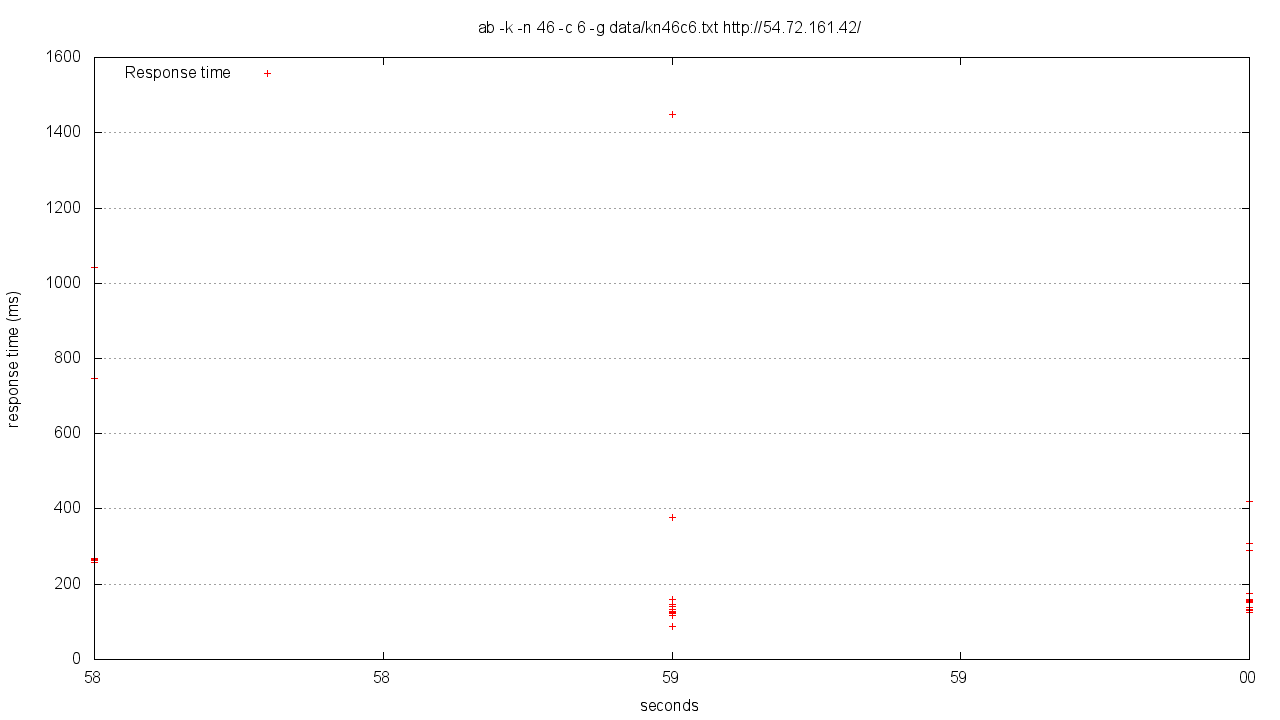 ab -k -n 46 -c 6 -g data/kn46c6.txt http://54.72.161.42/
1600
Response time
1400
1200
1000
800
600
400
200
0
response time (ms)
58 58 59 59 00
seconds